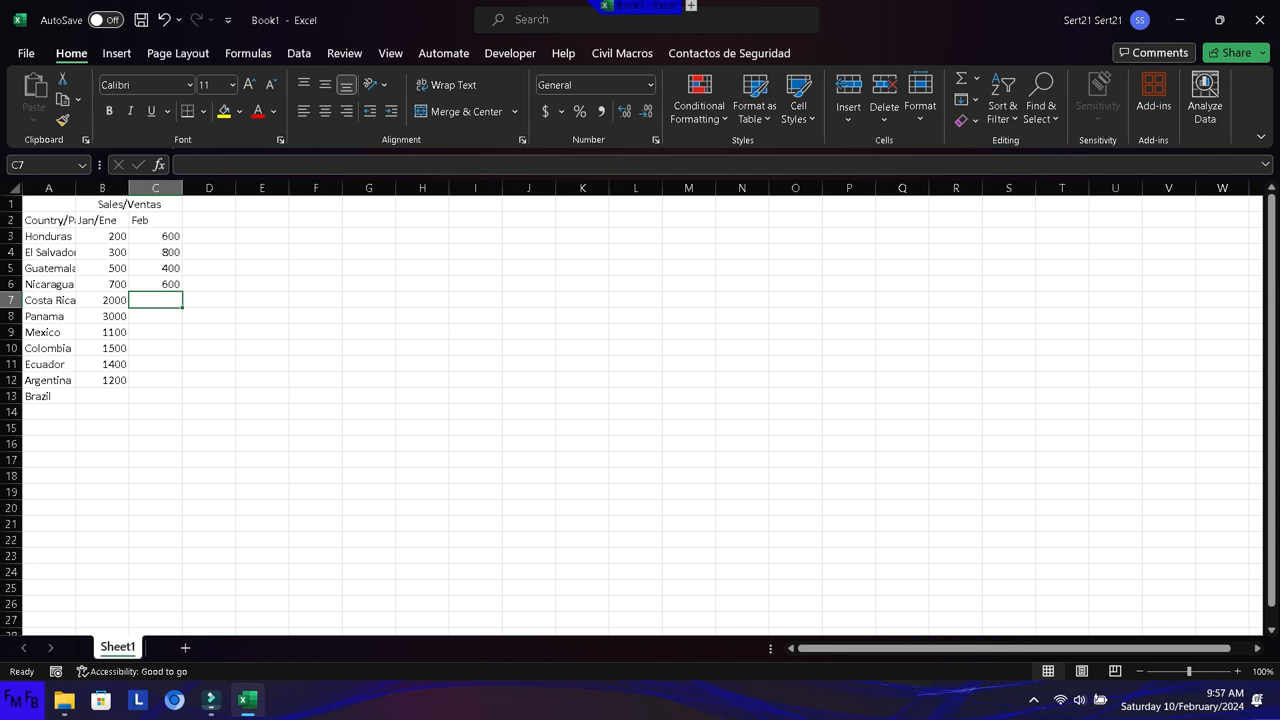 Book1 - Excel
AutoSave Off Book1 - Excel Search Sert21 Sert21 SS
File Home Insert Page Layout Formulas Data Review View Automate Developer Help Civil Macros Contactos de Seguridad Comments Share
Calibri 11 Wrap Text General
Paste B I U Merge & Center $ % , Conditional Formatting Format as Table Cell Styles Insert Delete Format Sort & Filter Find & Select Sensitivity Add-ins Analyze Data
Clipboard Font Alignment Number Styles Cells Editing Sensitivity Add-ins
C7 fx
A B C D E F G H I J K L M N O P Q R S T U V W
1 Sales/Ventas
2 Country/Pa Jan/Ene Feb
3 Honduras 200 600
4 El Salvador 300 800
5 Guatemala 500 400
6 Nicaragua 700 600
7 Costa Rica 2000
8 Panama 3000
9 Mexico 1100
10 Colombia 1500
11 Ecuador 1400
12 Argentina 1200
13 Brazil
14
15
16
17
18
19
20
21
22
23
24
25
26
27
28
Sheet1
Ready Accessibility: Good to go 100%
FM FB L 9:57 AM
Saturday 10/February/2024